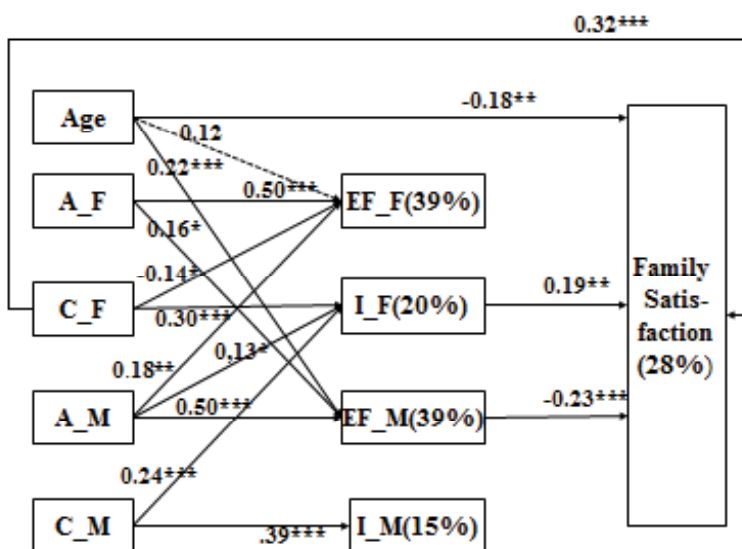 0.32***
Age
-0.18**
0.12
0.22***
A_F
0.50***
EF_F(39%)
0.16*
-0.14*
C_F
0.30***
I_F(20%)
0.19**
Family
Satis-
faction
(28%)
0.13*
0.18**
A_M
0.50***
EF_M(39%)
-0.23***
0.24***
C_M
.39***
I_M(15%)